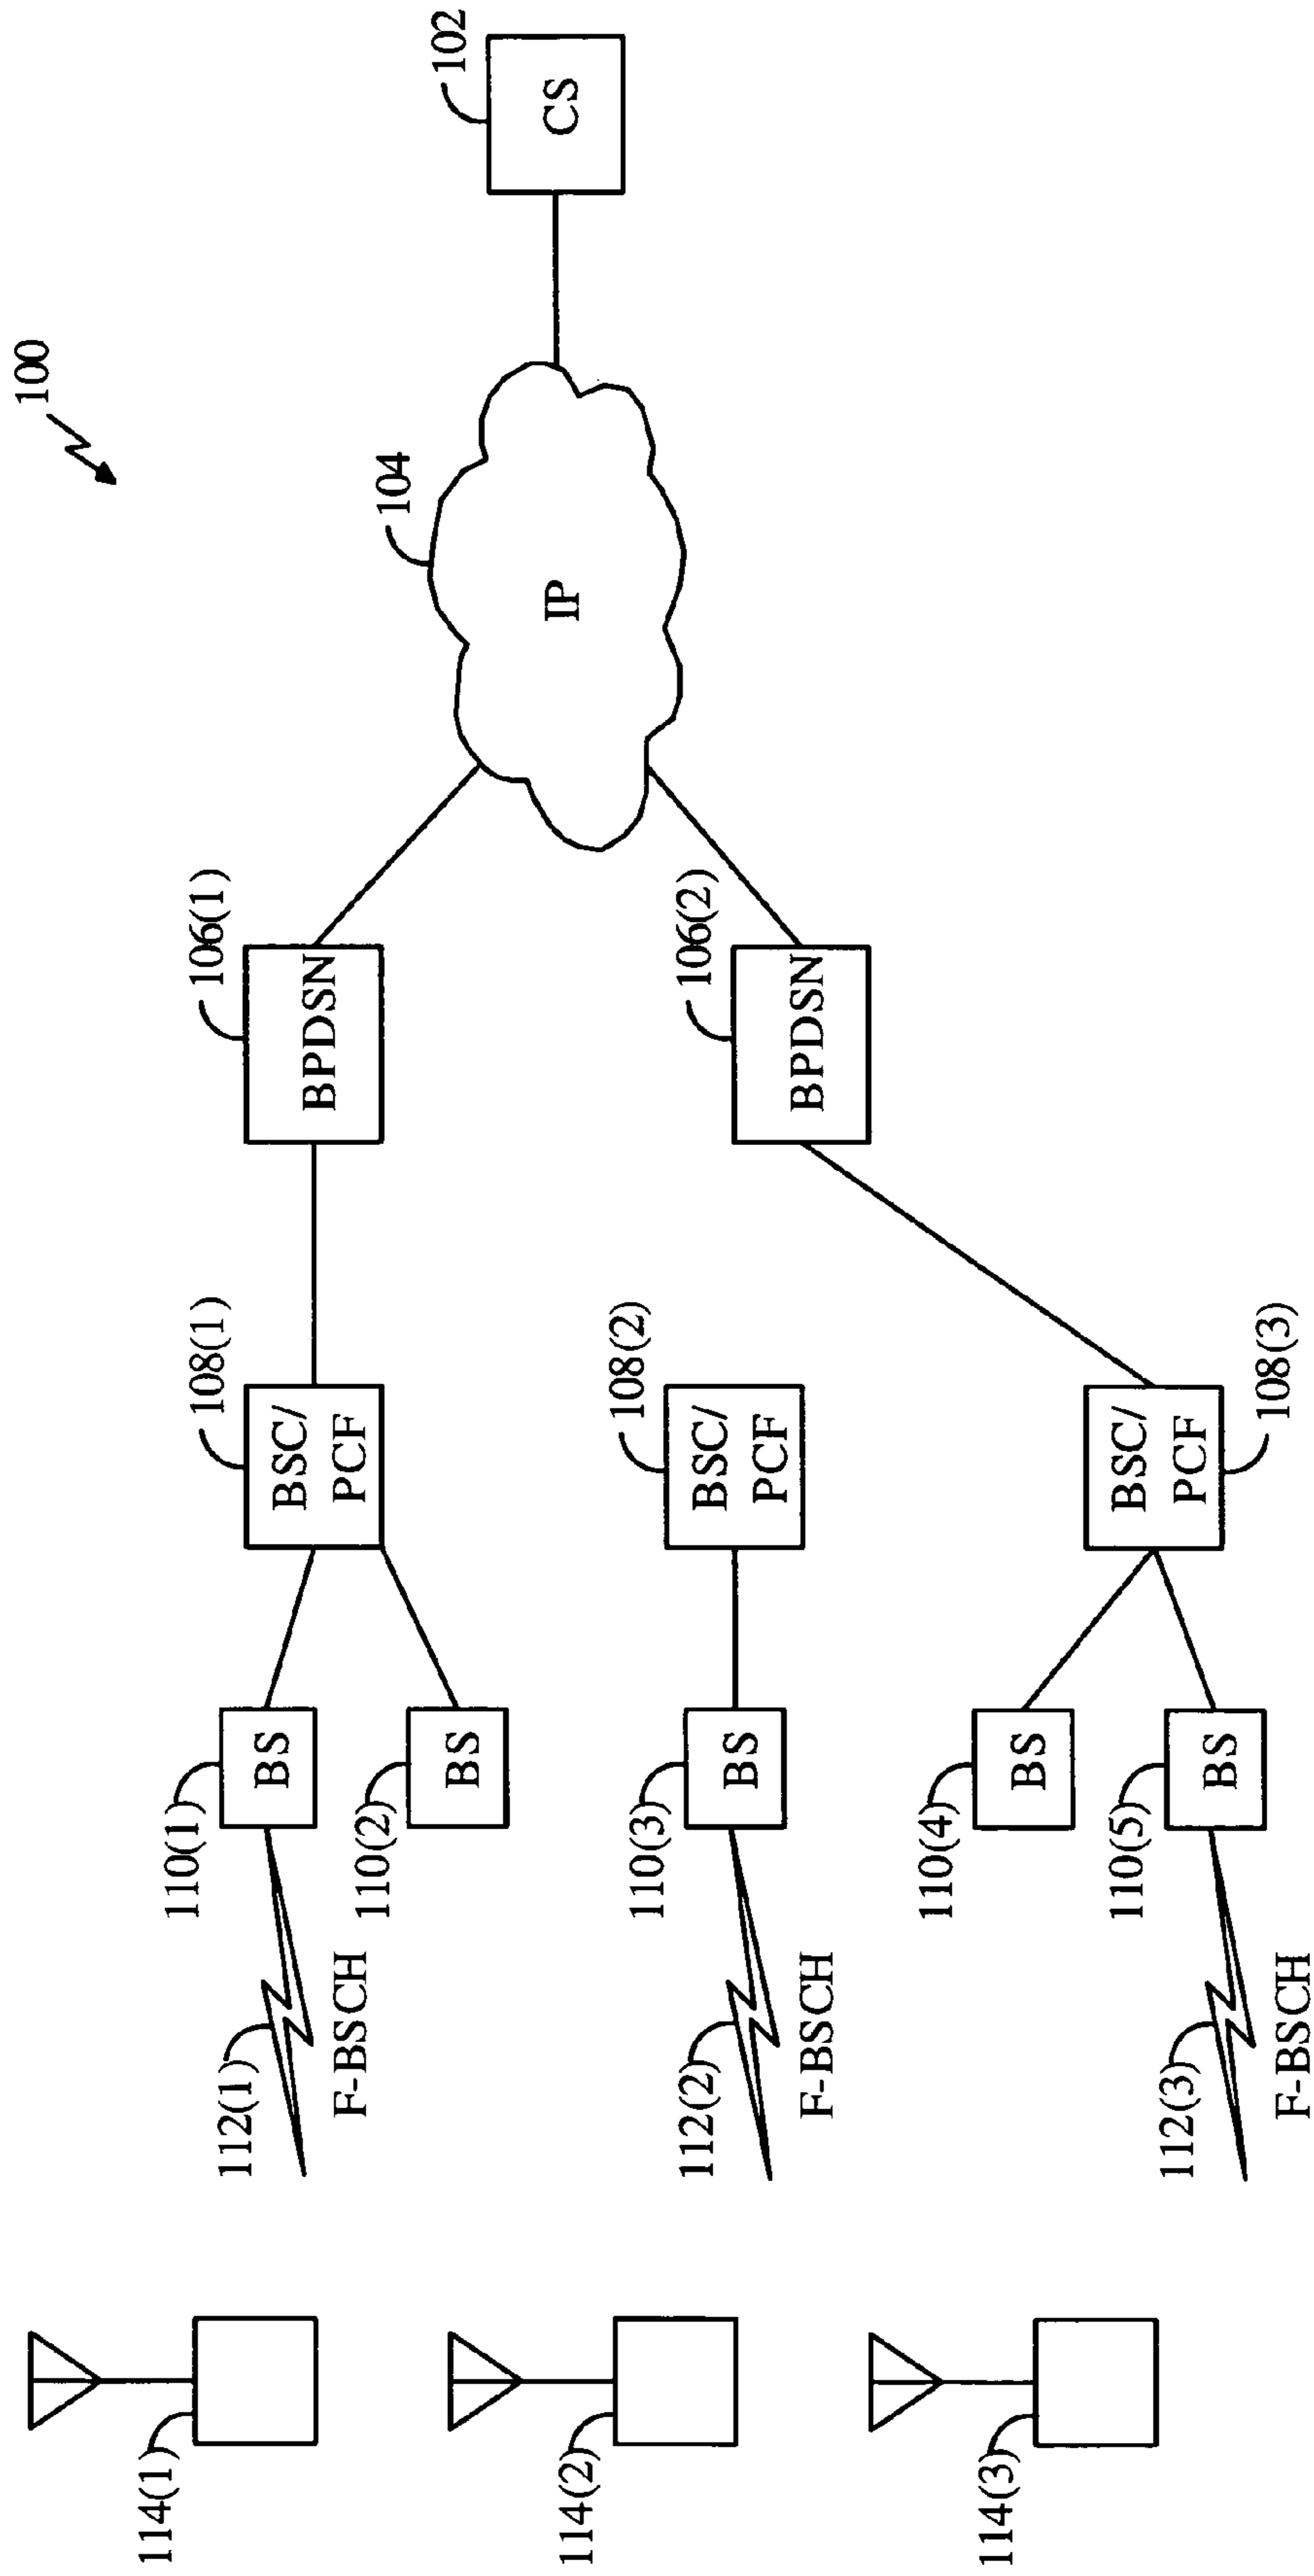 100
102
CS
104
IP
106(1)
BPDSN
106(2)
BPDSN
108(1)
BSC/
PCF
108(2)
BSC/
PCF
108(3)
BSC/
PCF
110(1)
BS
110(2)
BS
110(3)
BS
110(4)
BS
110(5)
BS
112(1)
F-BSCH
112(2)
F-BSCH
112(3)
F-BSCH
114(1)
114(2)
114(3)